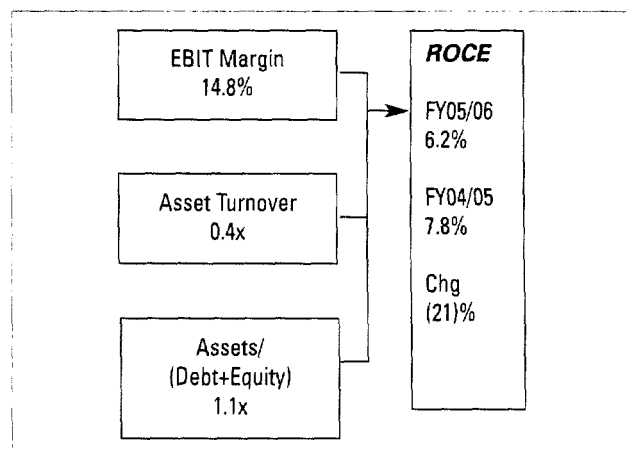 EBIT Margin
14.8%
Asset Turnover
0.4x
Assets/
(Debt+Equity)
1.1x
ROCE
FY05/06
6.2%
FY04/05
7.8%
Chg
(21)%